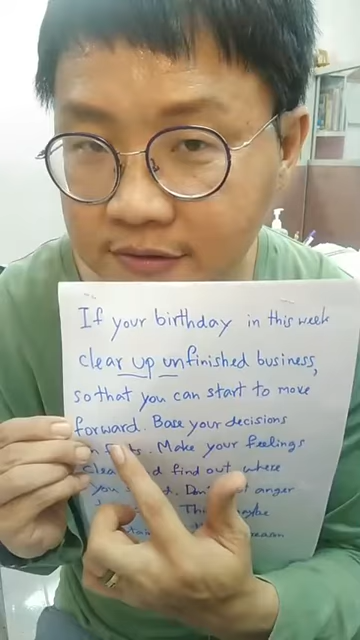 If your birthday in this week
clear up unfinished business,
so that you can start to move
forward. Base your decisions
Make your feelings
find out where
you anger
maybe
reason